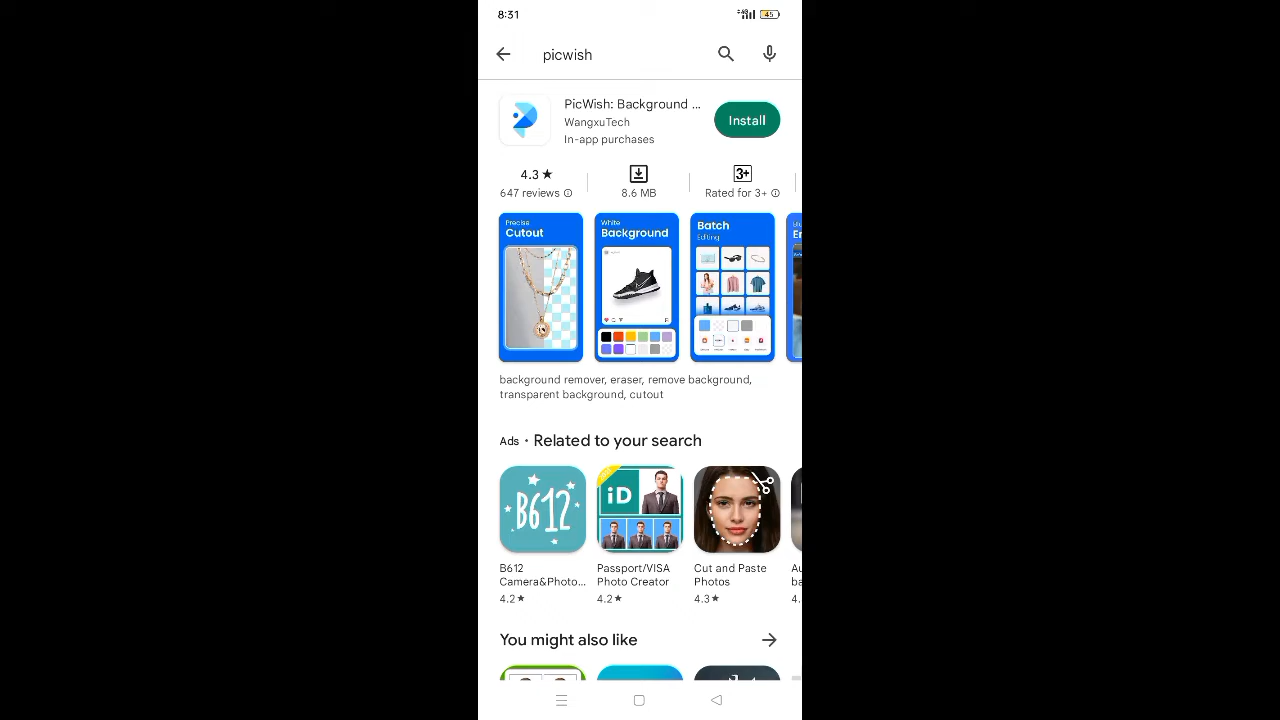 8:31
4G
45
picwish
PicWish: Background ...
WangxuTech
In-app purchases
Install
4.3 ★
647 reviews
8.6 MB
3+
Rated for 3+
Precise
Cutout
White
Background
Batch
Editing
background remover, eraser, remove background,
transparent background, cutout
Ads • Related to your search
B612
iD
B612
Camera&Photo...
4.2 ★
Passport/VISA
Photo Creator
4.2 ★
Cut and Paste
Photos
4.3 ★
You might also like